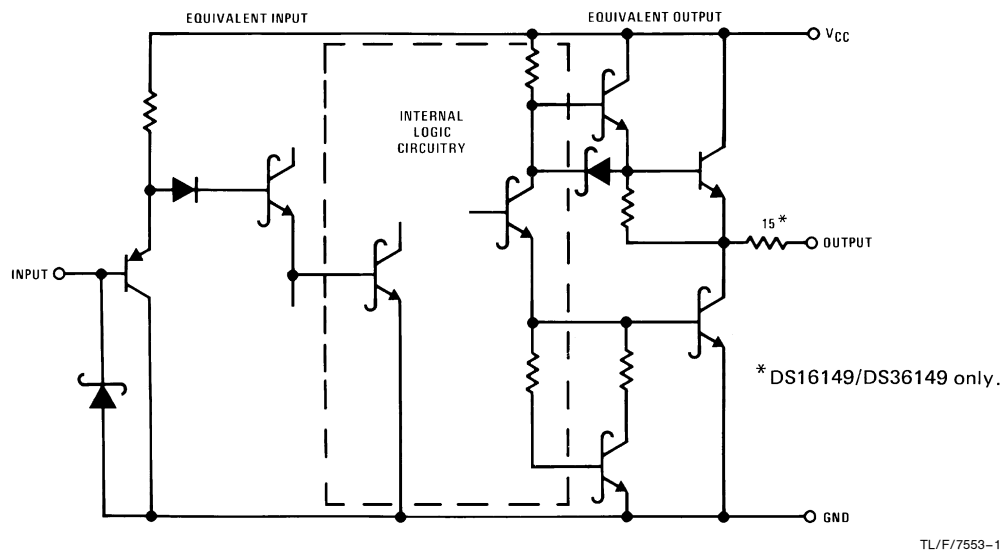 EQUIVALENT INPUT
EQUIVALENT OUTPUT
VCC
INTERNAL
LOGIC
CIRCUITRY
15*
INPUT
OUTPUT
* DS16149/DS36149 only.
GND
TL/F/7553–1